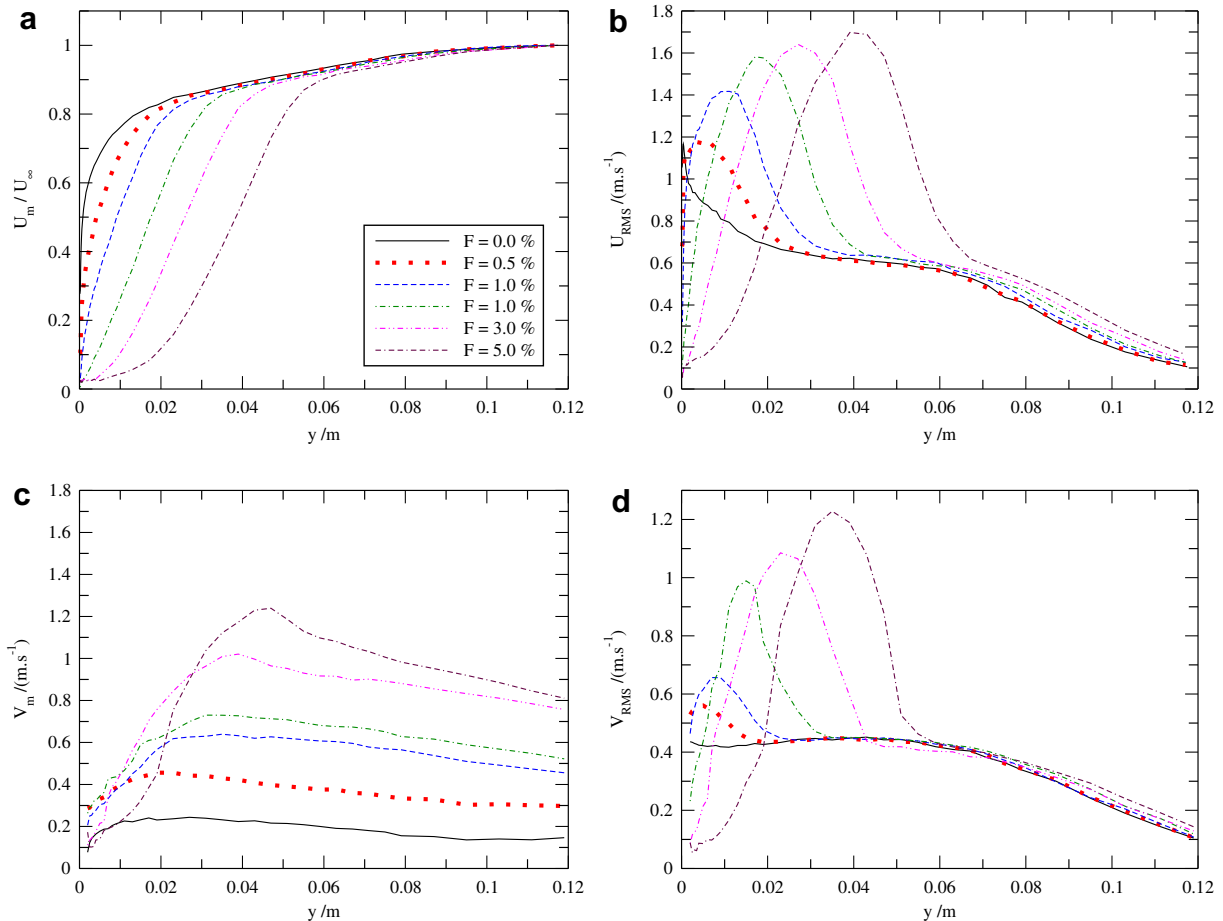 a
1
0.8
0.6
0.4
0.2
0
U_m / U_∞
0 0.02 0.04 0.06 0.08 0.1 0.12
y /m
F = 0.0 %
F = 0.5 %
F = 1.0 %
F = 1.0 %
F = 3.0 %
F = 5.0 %
b
1.8
1.6
1.4
1.2
1
0.8
0.6
0.4
0.2
0
U_RMS /(m.s⁻¹)
0 0.02 0.04 0.06 0.08 0.1 0.12
y /m
c
1.8
1.6
1.4
1.2
1
0.8
0.6
0.4
0.2
0
V_m /(m.s⁻¹)
0 0.02 0.04 0.06 0.08 0.1 0.12
y /m
d
1.2
1
0.8
0.6
0.4
0.2
0
V_RMS /(m.s⁻¹)
0 0.02 0.04 0.06 0.08 0.1 0.12
y /m